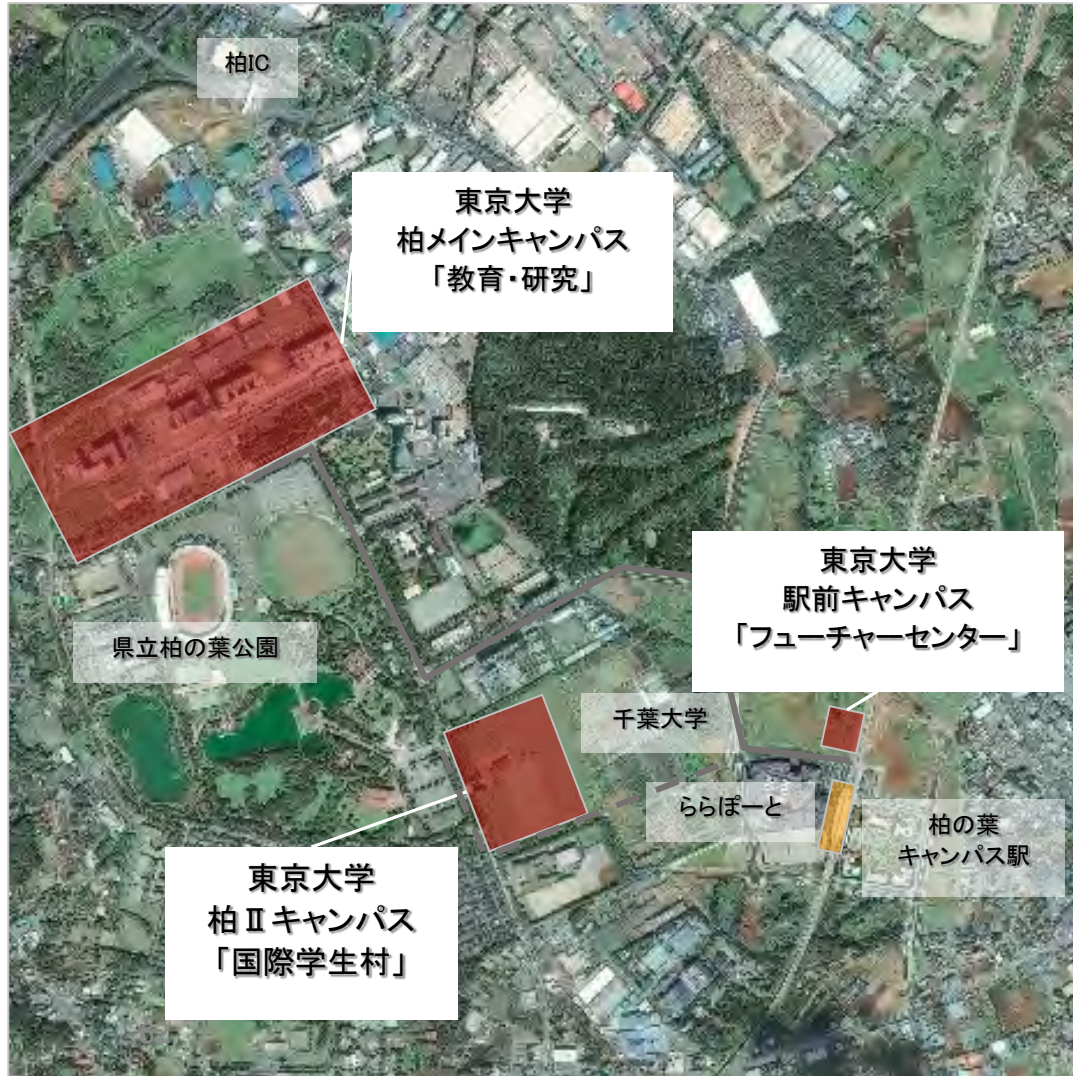 柏IC
東京大学
柏メインキャンパス
「教育・研究」
東京大学
駅前キャンパス
「フューチャーセンター」
県立柏の葉公園
千葉大学
ららぽーと
柏の葉
キャンパス駅
東京大学
柏Ⅱキャンパス
「国際学生村」